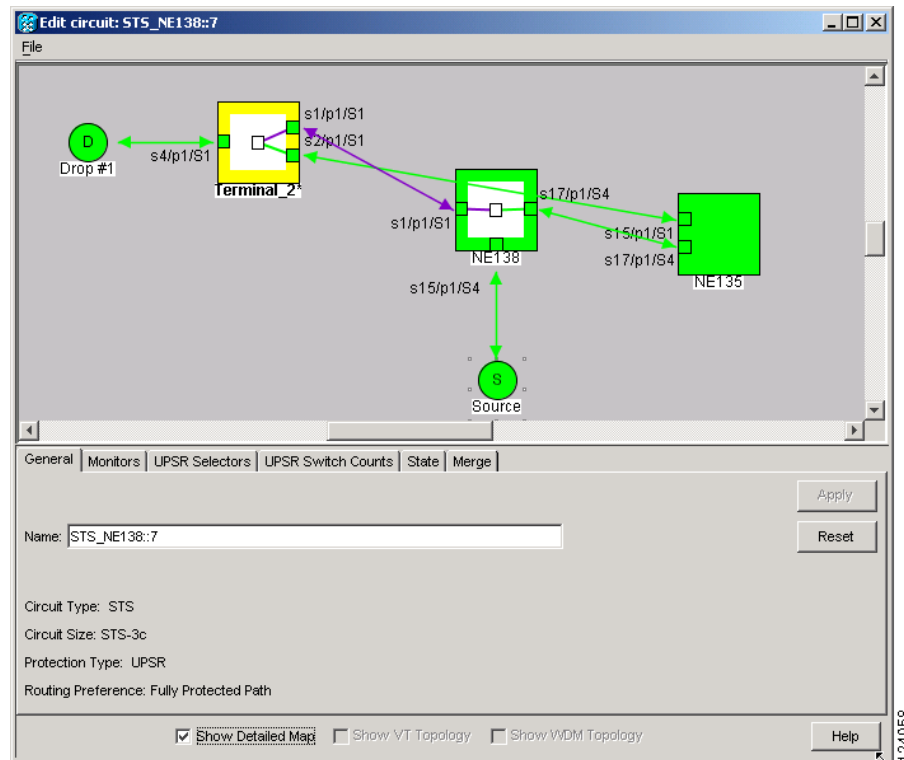 Edit circuit: STS_NE138::7
File
D
Drop #1
s4/p1/S1
s1/p1/S1
s2/p1/S1
Terminal_2*
s1/p1/S1
s17/p1/S4
NE138
s15/p1/S1
s17/p1/S4
NE135
s15/p1/S4
S
Source
General Monitors UPSR Selectors UPSR Switch Counts State Merge
Apply
Name: STS_NE138::7
Reset
Circuit Type: STS
Circuit Size: STS-3c
Protection Type: UPSR
Routing Preference: Fully Protected Path
Show Detailed Map Show VT Topology Show WDM Topology Help
124958